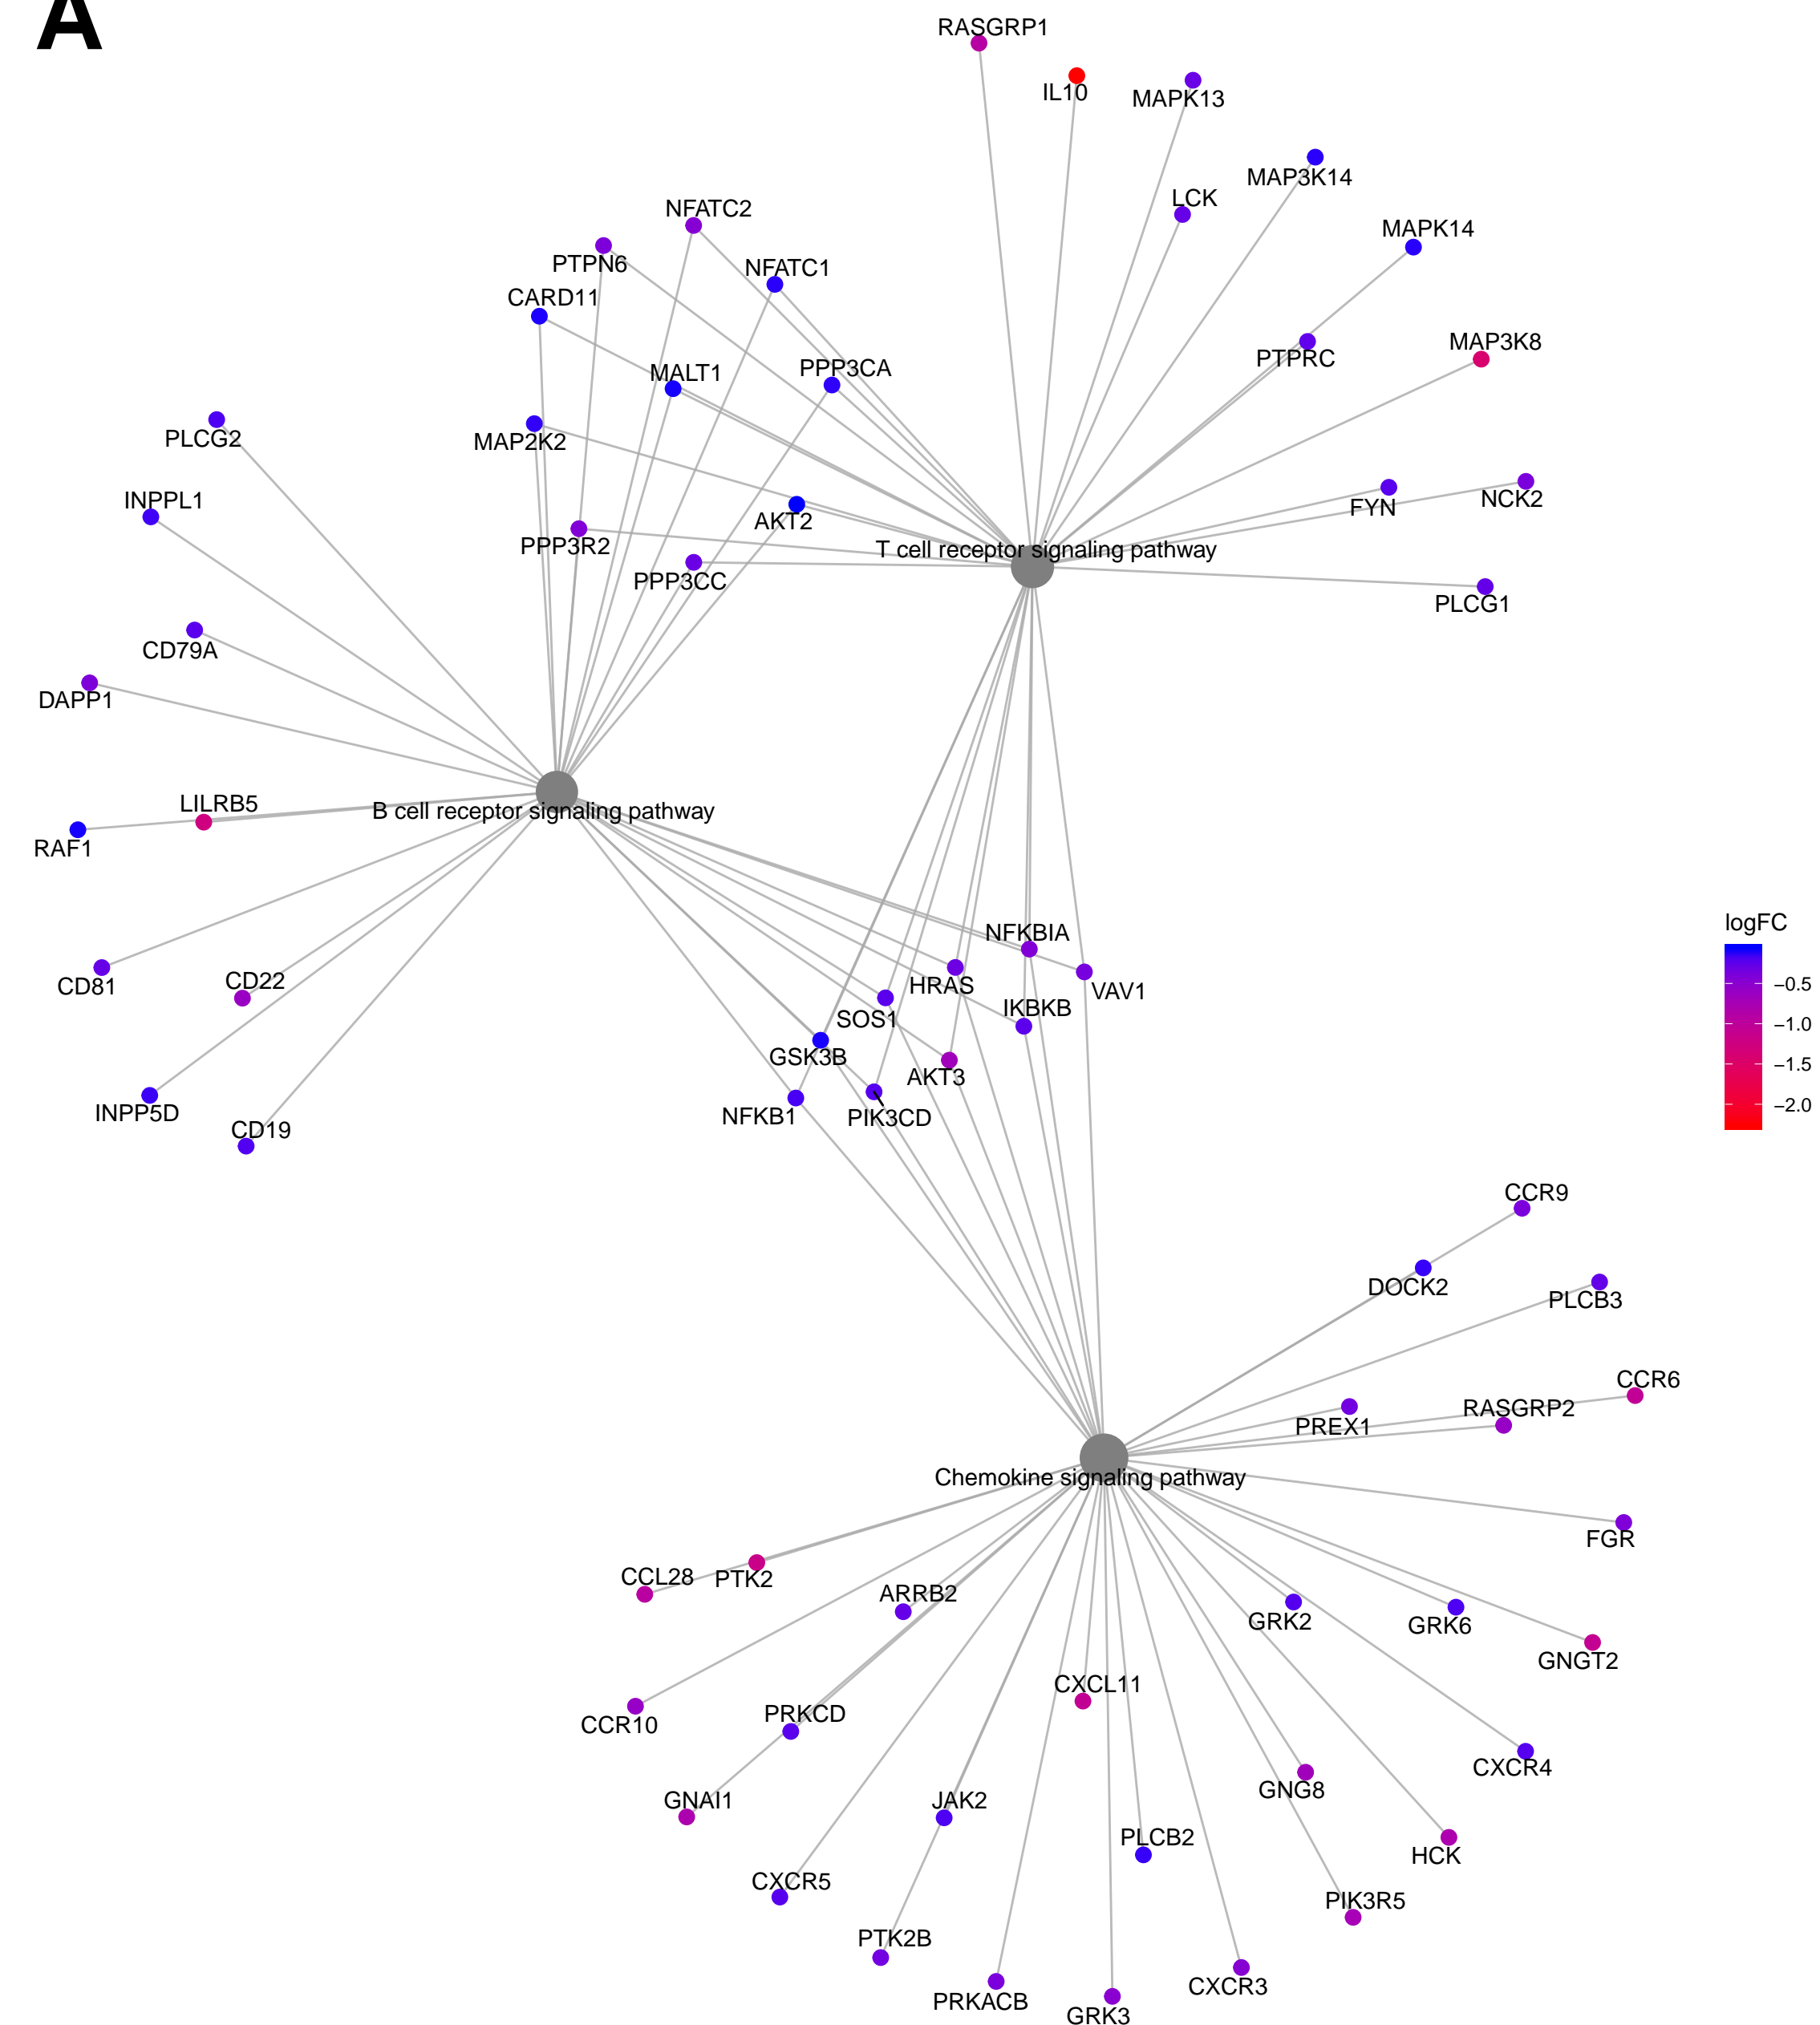 A
RASGRP1
IL10
MAPK13
MAP3K14
LCK
NFATC2
MAPK14
PTPN6
NFATC1
CARD11
MAP3K8
PTPRC
MALT1
PPP3CA
PLCG2
MAP2K2
INPPL1
NCK2
FYN
AKT2
PPP3R2
T cell receptor signaling pathway
PPP3CC
PLCG1
CD79A
DAPP1
LILRB5
B cell receptor signaling pathway
RAF1
logFC
−0.5
−1.0
−1.5
−2.0
NFKBIA
CD22
CD81
HRAS
VAV1
IKBKB
SOS1
GSK3B
AKT3
INPP5D
NFKB1
PIK3CD
CD19
CCR9
DOCK2
PLCB3
CCR6
RASGRP2
PREX1
Chemokine signaling pathway
FGR
CCL28
PTK2
ARRB2
GRK2
GRK6
GNGT2
CXCL11
PRKCD
CCR10
CXCR4
GNG8
GNAI1
JAK2
PLCB2
HCK
CXCR5
PIK3R5
PTK2B
CXCR3
PRKACB
GRK3